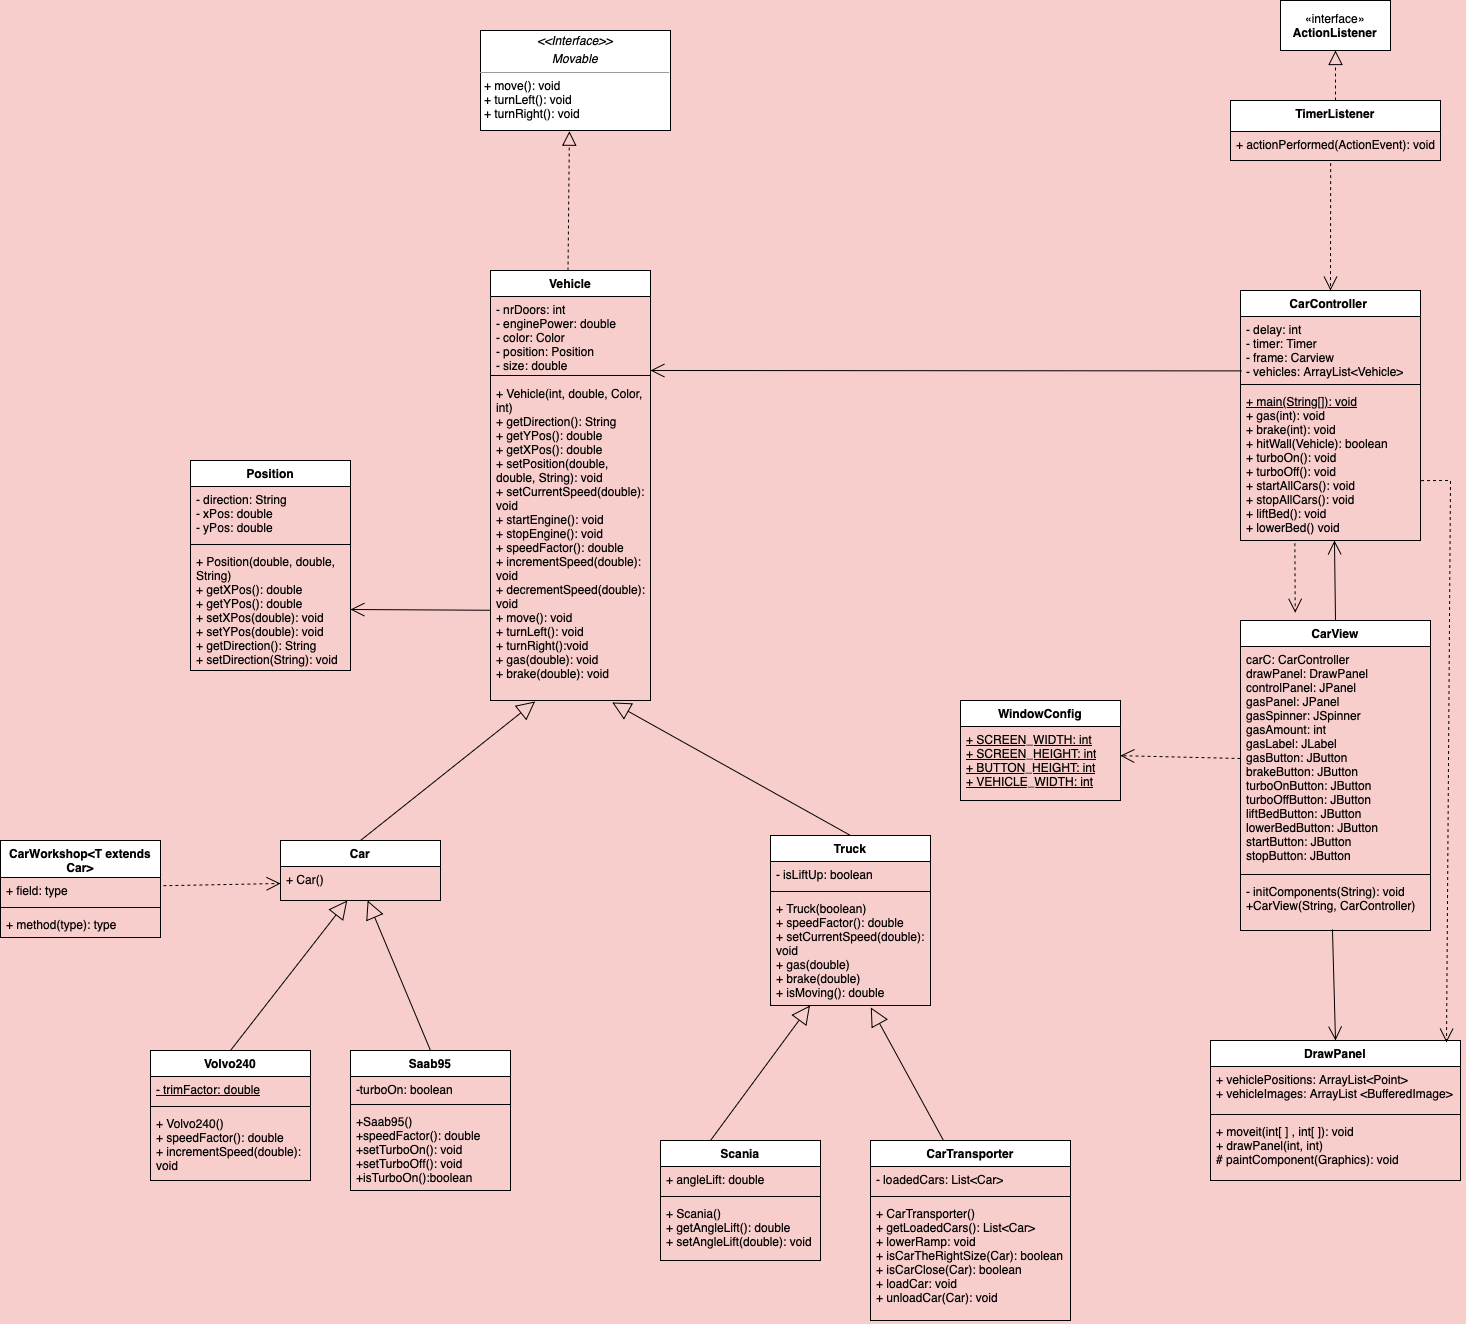 «interface»
ActionListener
<<Interface>>
Movable
+ move(): void
+ turnLeft(): void
+ turnRight(): void
TimerListener
+ actionPerformed(ActionEvent): void
Vehicle
- nrDoors: int
- enginePower: double
- color: Color
- position: Position
- size: double
+ Vehicle(int, double, Color,
int)
+ getDirection(): String
+ getYPos(): double
+ getXPos(): double
+ setPosition(double,
double, String): void
+ setCurrentSpeed(double):
void
+ startEngine(): void
+ stopEngine(): void
+ speedFactor(): double
+ incrementSpeed(double):
void
+ decrementSpeed(double):
void
+ move(): void
+ turnLeft(): void
+ turnRight():void
+ gas(double): void
+ brake(double): void
CarController
- delay: int
- timer: Timer
- frame: Carview
- vehicles: ArrayList<Vehicle>
+ main(String[]): void
+ gas(int): void
+ brake(int): void
+ hitWall(Vehicle): boolean
+ turboOn(): void
+ turboOff(): void
+ startAllCars(): void
+ stopAllCars(): void
+ liftBed(): void
+ lowerBed() void
Position
- direction: String
- xPos: double
- yPos: double
+ Position(double, double,
String)
+ getXPos(): double
+ getYPos(): double
+ setXPos(double): void
+ setYPos(double): void
+ getDirection(): String
+ setDirection(String): void
CarView
carC: CarController
drawPanel: DrawPanel
controlPanel: JPanel
gasPanel: JPanel
gasSpinner: JSpinner
gasAmount: int
gasLabel: JLabel
gasButton: JButton
brakeButton: JButton
turboOnButton: JButton
turboOffButton: JButton
liftBedButton: JButton
lowerBedButton: JButton
startButton: JButton
stopButton: JButton
- initComponents(String): void
+CarView(String, CarController)
WindowConfig
+ SCREEN_WIDTH: int
+ SCREEN_HEIGHT: int
+ BUTTON_HEIGHT: int
+ VEHICLE_WIDTH: int
CarWorkshop<T extends
Car>
+ field: type
+ method(type): type
Car
+ Car()
Truck
- isLiftUp: boolean
+ Truck(boolean)
+ speedFactor(): double
+ setCurrentSpeed(double):
void
+ gas(double)
+ brake(double)
+ isMoving(): double
Volvo240
- trimFactor: double
+ Volvo240()
+ speedFactor(): double
+ incrementSpeed(double):
void
Saab95
-turboOn: boolean
+Saab95()
+speedFactor(): double
+setTurboOn(): void
+setTurboOff(): void
+isTurboOn():boolean
DrawPanel
+ vehiclePositions: ArrayList<Point>
+ vehicleImages: ArrayList <BufferedImage>
+ moveit(int[ ] , int[ ]): void
+ drawPanel(int, int)
# paintComponent(Graphics): void
Scania
+ angleLift: double
+ Scania()
+ getAngleLift(): double
+ setAngleLift(double): void
CarTransporter
- loadedCars: List<Car>
+ CarTransporter()
+ getLoadedCars(): List<Car>
+ lowerRamp: void
+ isCarTheRightSize(Car): boolean
+ isCarClose(Car): boolean
+ loadCar: void
+ unloadCar(Car): void